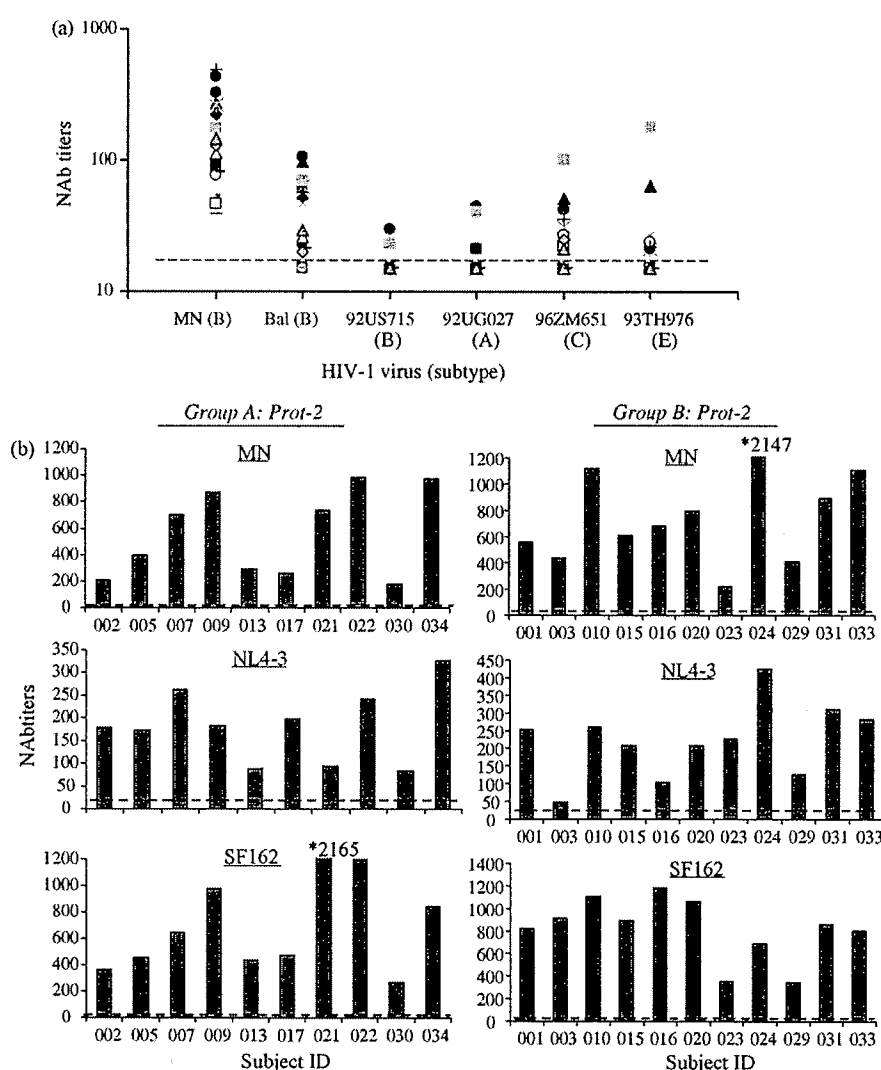 (a)
1000
100
10
NAb titers
MN (B) Bal (B) 92US715 92UG027 96ZM651 93TH976
(B) (A) (C) (E)
HIV-1 virus (subtype)
(b)
Group A: Prot-2
Group B: Prot-2
MN
1200
1000
800
600
400
200
0
002 005 007 009 013 017 021 022 030 034
MN
*2147
1200
1000
800
600
400
200
0
001 003 010 015 016 020 023 024 029 031 033
NAbtiters
NL4-3
350
300
250
200
150
100
50
0
002 005 007 009 013 017 021 022 030 034
NL4-3
450
400
350
300
250
200
150
100
50
0
001 003 010 015 016 020 023 024 029 031 033
SF162
*2165
1200
1000
800
600
400
200
0
002 005 007 009 013 017 021 022 030 034
Subject ID
SF162
1400
1200
1000
800
600
400
200
0
001 003 010 015 016 020 023 024 029 031 033
Subject ID